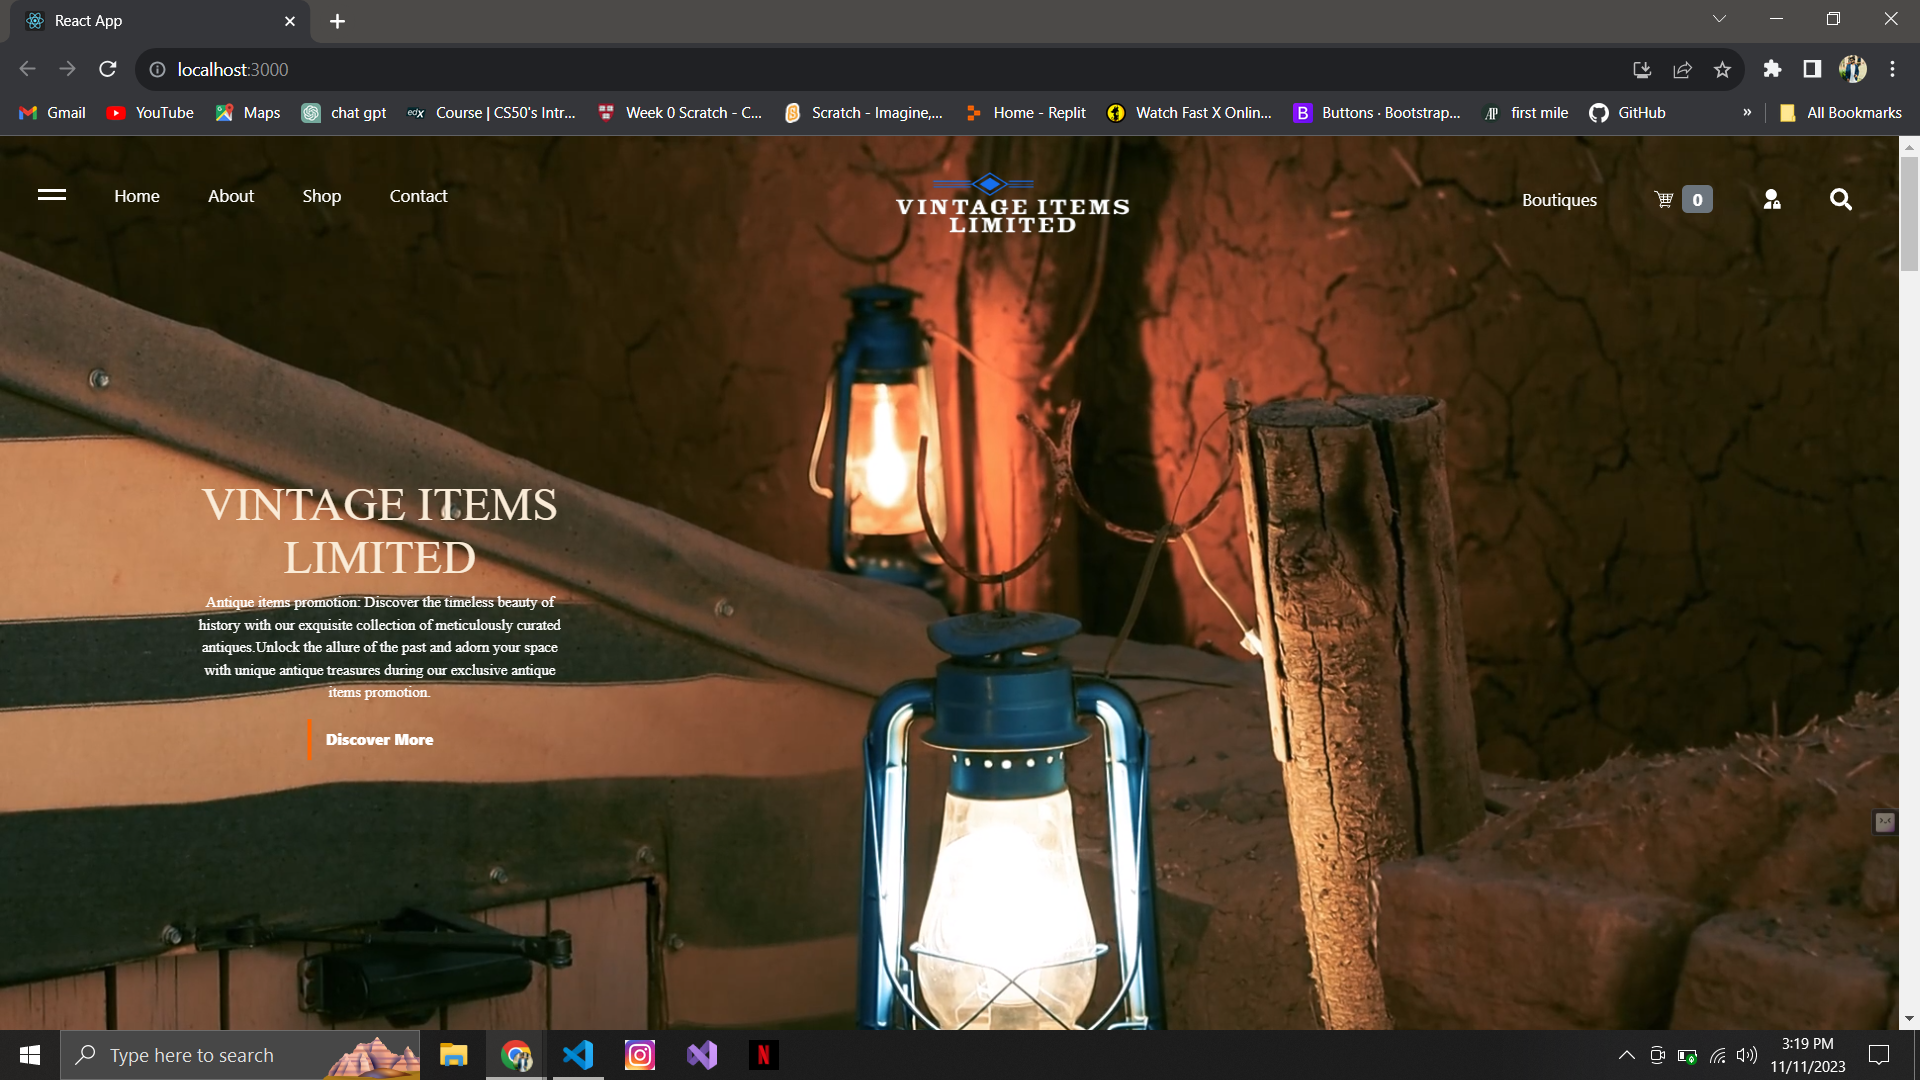 React App
localhost:3000
Gmail YouTube Maps chat gpt edX Course | CS50's Intr... Week 0 Scratch - C... Scratch - Imagine,... Home - Replit Watch Fast X Onlin... B Buttons · Bootstrap... AP first mile GitHub » All Bookmarks
Home About Shop Contact
VINTAGE ITEMS
LIMITED
Boutiques 0
VINTAGE ITEMS
LIMITED
Antique items promotion: Discover the timeless beauty of
history with our exquisite collection of meticulously curated
antiques.Unlock the allure of the past and adorn your space
with unique antique treasures during our exclusive antique
items promotion.
Discover More
Type here to search
N
3:19 PM
11/11/2023